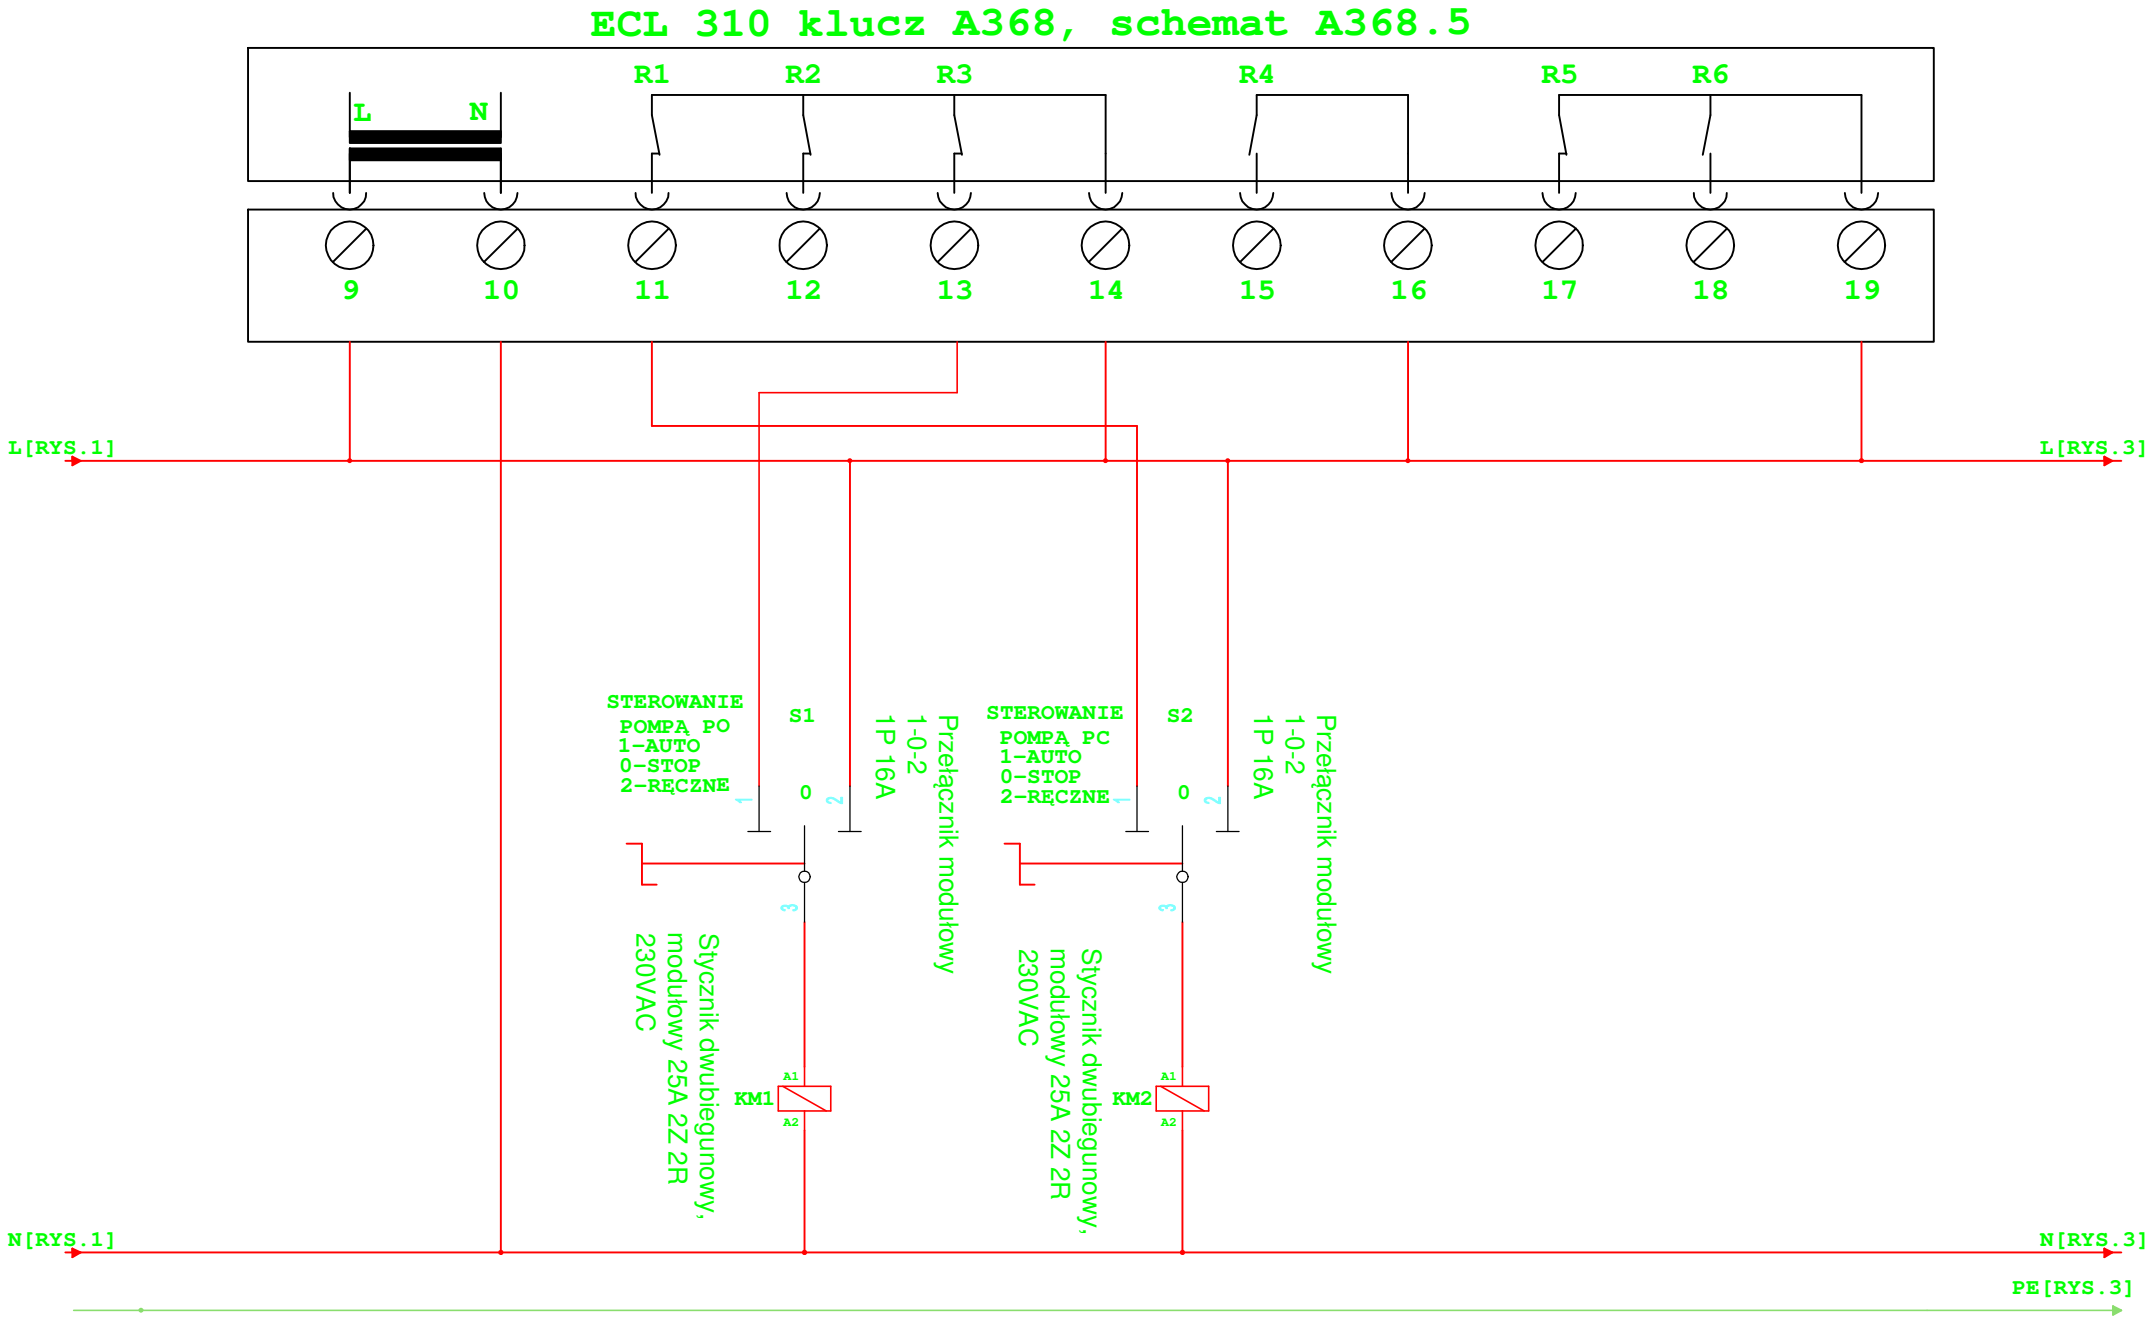 ECL 310 klucz A368, schemat A368.5
R1 R2 R3 R4 R5 R6
L N
9 10 11 12 13 14 15 16 17 18 19
L[RYS.1] L[RYS.3]
STEROWANIE
POMPĄ PO
1-AUTO
0-STOP
2-RĘCZNE
S1
0
1 2
3
Przełącznik modułowy
1-0-2
1P 16A
STEROWANIE
POMPĄ PC
1-AUTO
0-STOP
2-RĘCZNE
S2
0
1 2
3
Przełącznik modułowy
1-0-2
1P 16A
Stycznik dwubiegunowy,
modułowy 25A 2Z 2R
230VAC
A1
KM1
A2
Stycznik dwubiegunowy,
modułowy 25A 2Z 2R
230VAC
A1
KM2
A2
N[RYS.1] N[RYS.3]
PE[RYS.3]